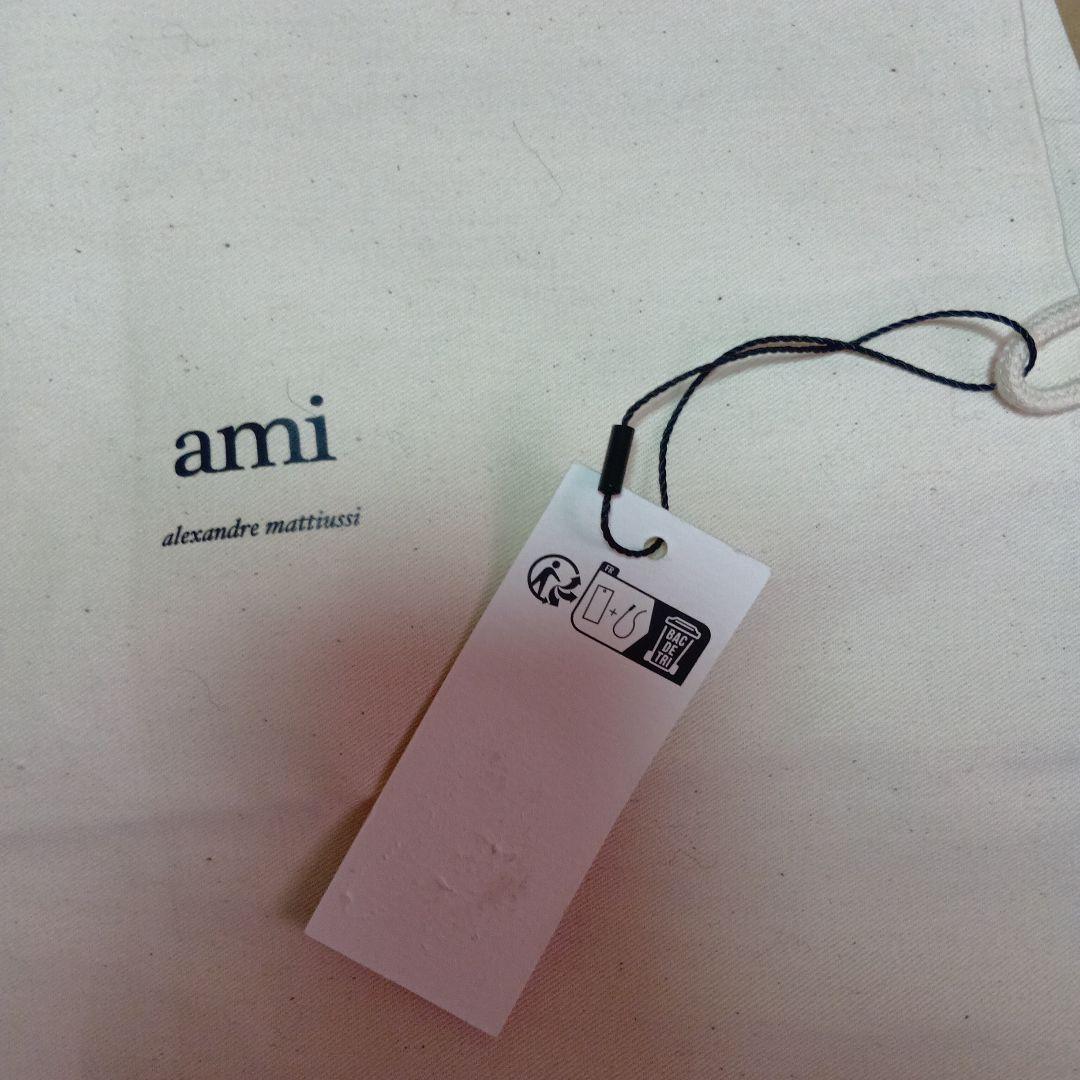 ami
alexandre mattiussi
FR
+
BAC
DE
TRI